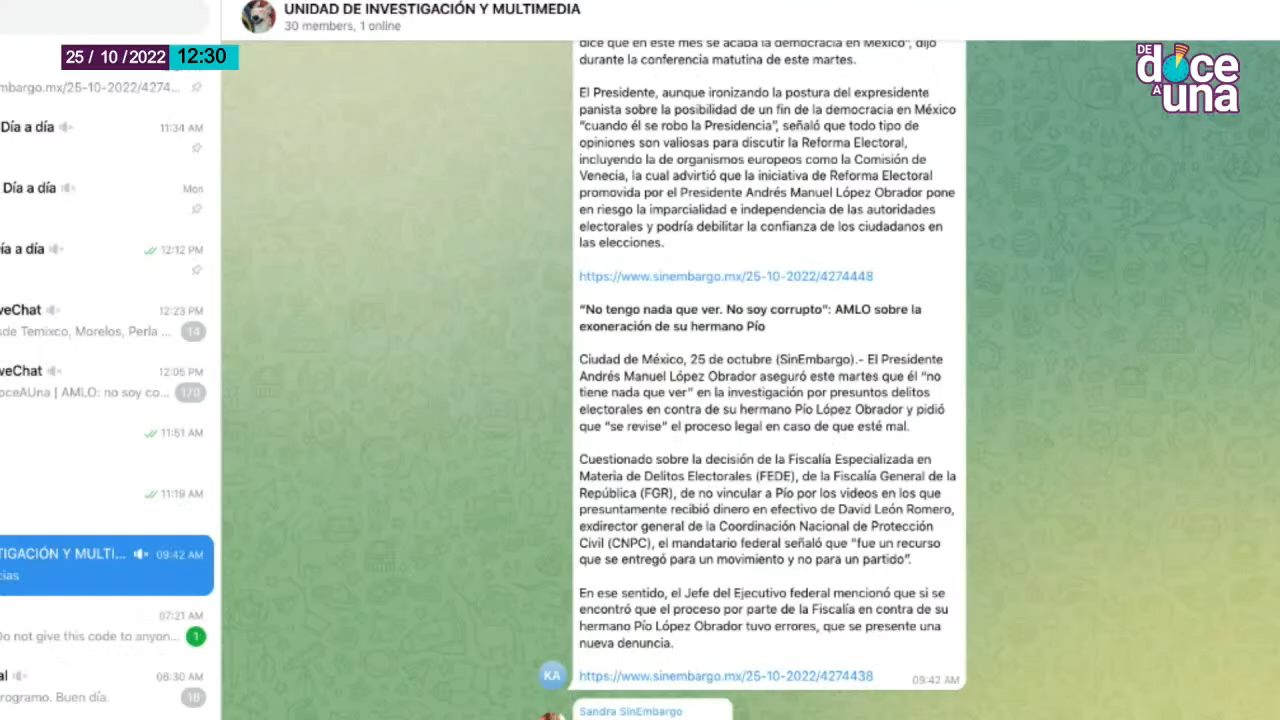 UNIDAD DE INVESTIGACIÓN Y MULTIMEDIA
30 members, 1 online
25 / 10 /2022 12:30
DE
doce
A
una
mbargo.mx/25-10-2022/4274...
Día a día
11:34 AM
Día a día
Mon
ía a día
12:12 PM
veChat
12:23 PM
sde Temixco, Morelos, Perla ...
14
veChat
12:05 PM
oceAUna | AMLO: no soy co...
170
11:51 AM
11:19 AM
TIGACIÓN Y MULTI...
09:42 AM
cias
07:21 AM
Do not give this code to anyon...
1
al
06:30 AM
rogramo. Buen día.
16
dice que en este mes se acaba la democracia en México", dijo
durante la conferencia matutina de este martes.
El Presidente, aunque ironizando la postura del expresidente
panista sobre la posibilidad de un fin de la democracia en México
“cuando él se robo la Presidencia”, señaló que todo tipo de
opiniones son valiosas para discutir la Reforma Electoral,
incluyendo la de organismos europeos como la Comisión de
Venecia, la cual advirtió que la iniciativa de Reforma Electoral
promovida por el Presidente Andrés Manuel López Obrador pone
en riesgo la imparcialidad e independencia de las autoridades
electorales y podría debilitar la confianza de los ciudadanos en
las elecciones.
https://www.sinembargo.mx/25-10-2022/4274448
“No tengo nada que ver. No soy corrupto”: AMLO sobre la
exoneración de su hermano Pío
Ciudad de México, 25 de octubre (SinEmbargo).- El Presidente
Andrés Manuel López Obrador aseguró este martes que él “no
tiene nada que ver” en la investigación por presuntos delitos
electorales en contra de su hermano Pío López Obrador y pidió
que “se revise” el proceso legal en caso de que esté mal.
Cuestionado sobre la decisión de la Fiscalía Especializada en
Materia de Delitos Electorales (FEDE), de la Fiscalía General de la
República (FGR), de no vincular a Pío por los videos en los que
presuntamente recibió dinero en efectivo de David León Romero,
exdirector general de la Coordinación Nacional de Protección
Civil (CNPC), el mandatario federal señaló que “fue un recurso
que se entregó para un movimiento y no para un partido”.
En ese sentido, el Jefe del Ejecutivo federal mencionó que si se
encontró que el proceso por parte de la Fiscalía en contra de su
hermano Pío López Obrador tuvo errores, que se presente una
nueva denuncia.
KA
https://www.sinembargo.mx/25-10-2022/4274438
09:42 AM
Sandra SinEmbargo